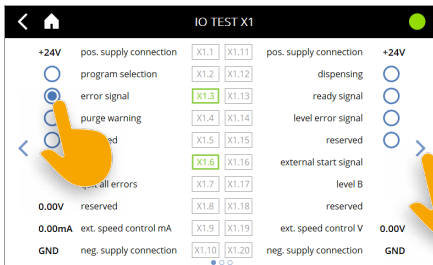 IO TEST X1
+24V pos. supply connection X1.1 X1.11 pos. supply connection +24V
program selection X1.2 X1.12 dispensing
error signal X1.3 X1.13 ready signal
purge warning X1.4 X1.14 level error signal
X1.5 X1.15 reserved
X1.6 X1.16 external start signal
all errors X1.7 X1.17 level B
0.00V reserved X1.8 X1.18 reserved
0.00mA ext. speed control mA X1.9 X1.19 ext. speed control V 0.00V
GND neg. supply connection X1.10 X1.20 neg. supply connection GND